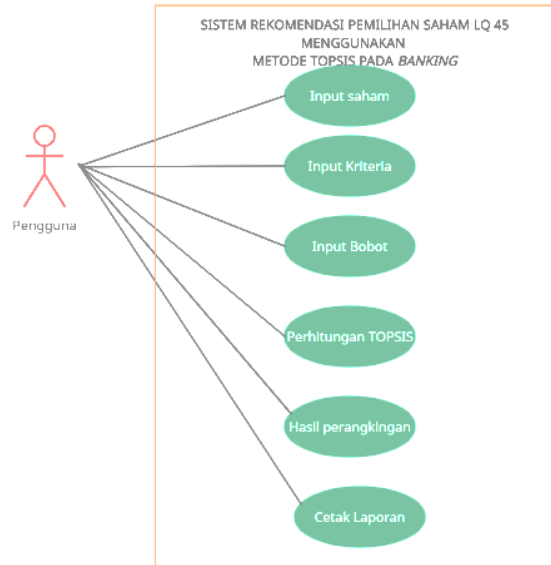 SISTEM REKOMENDASI PEMILIHAN SAHAM LQ 45
MENGGUNAKAN
METODE TOPSIS PADA BANKING
Input saham
Input Kriteria
Pengguna
Input Bobot
Perhitungan TOPSIS
Hasil perangkingan
Cetak Laporan